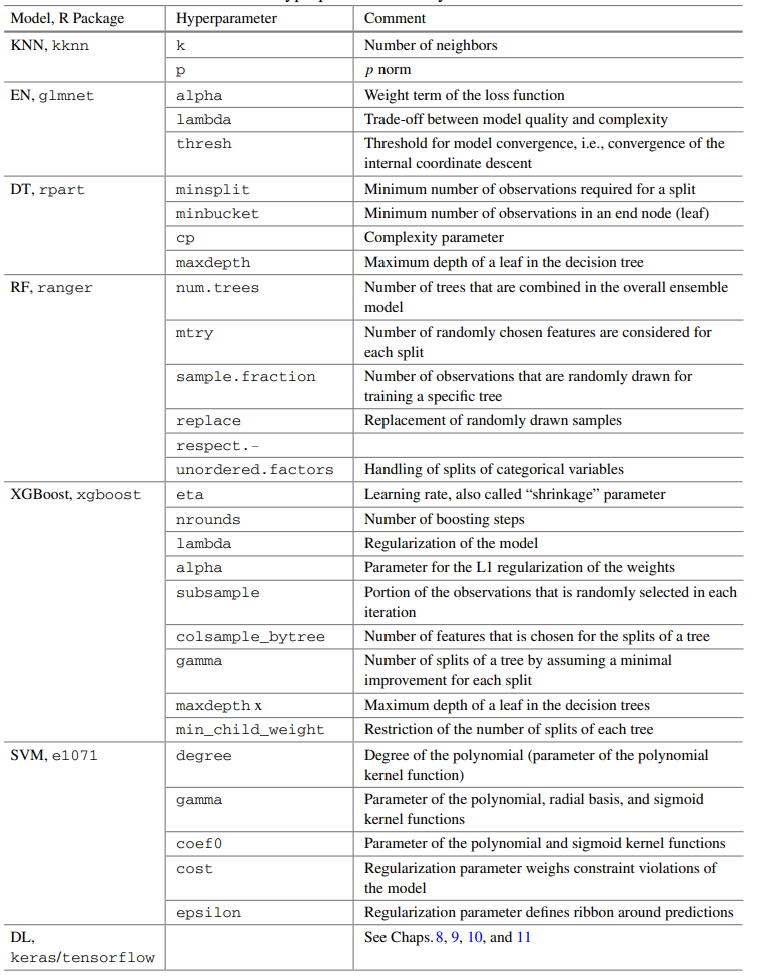 Model, R Package Hyperparameter Comment
KNN, kknn k Number of neighbors
p p norm
EN, glmnet alpha Weight term of the loss function
lambda Trade-off between model quality and complexity
thresh Threshold for model convergence, i.e., convergence of the
internal coordinate descent
DT, rpart minsplit Minimum number of observations required for a split
minbucket Minimum number of observations in an end node (leaf)
cp Complexity parameter
maxdepth Maximum depth of a leaf in the decision tree
RF, ranger num.trees Number of trees that are combined in the overall ensemble
model
mtry Number of randomly chosen features are considered for
each split
sample.fraction Number of observations that are randomly drawn for
training a specific tree
replace Replacement of randomly drawn samples
respect.-
unordered.factors Handling of splits of categorical variables
XGBoost, xgboost eta Learning rate, also called “shrinkage” parameter
nrounds Number of boosting steps
lambda Regularization of the model
alpha Parameter for the L1 regularization of the weights
subsample Portion of the observations that is randomly selected in each
iteration
colsample_bytree Number of features that is chosen for the splits of a tree
gamma Number of splits of a tree by assuming a minimal
improvement for each split
maxdepth x Maximum depth of a leaf in the decision trees
min_child_weight Restriction of the number of splits of each tree
SVM, e1071 degree Degree of the polynomial (parameter of the polynomial
kernel function)
gamma Parameter of the polynomial, radial basis, and sigmoid
kernel functions
coef0 Parameter of the polynomial and sigmoid kernel functions
cost Regularization parameter weighs constraint violations of
the model
epsilon Regularization parameter defines ribbon around predictions
DL, See Chaps. 8, 9, 10, and 11
keras/tensorflow